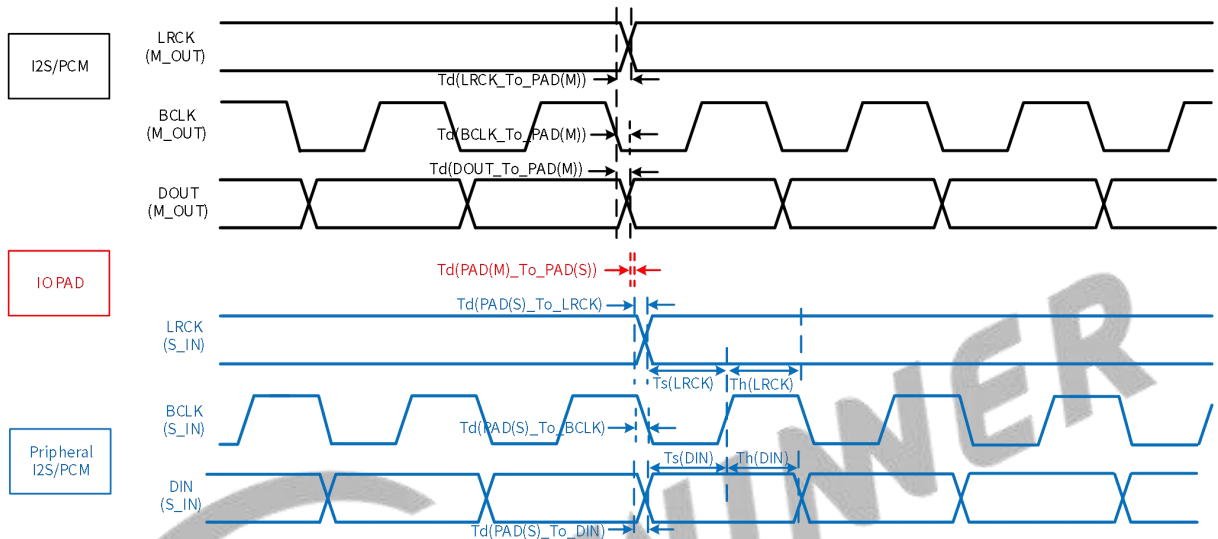 LRCK
(M_OUT)
I2S/PCM
Td(LRCK_To_PAD(M))
BCLK
(M_OUT)
Td(BCLK_To_PAD(M))
Td(DOUT_To_PAD(M))
DOUT
(M_OUT)
IO PAD
Td(PAD(M)_To_PAD(S))
Td(PAD(S)_To_LRCK)
LRCK
(S_IN)
Ts(LRCK) Th(LRCK)
BCLK
(S_IN)
Td(PAD(S)_To_BCLK)
Pripheral
I2S/PCM
Ts(DIN) Th(DIN)
DIN
(S_IN)
Td(PAD(S)_To_DIN)